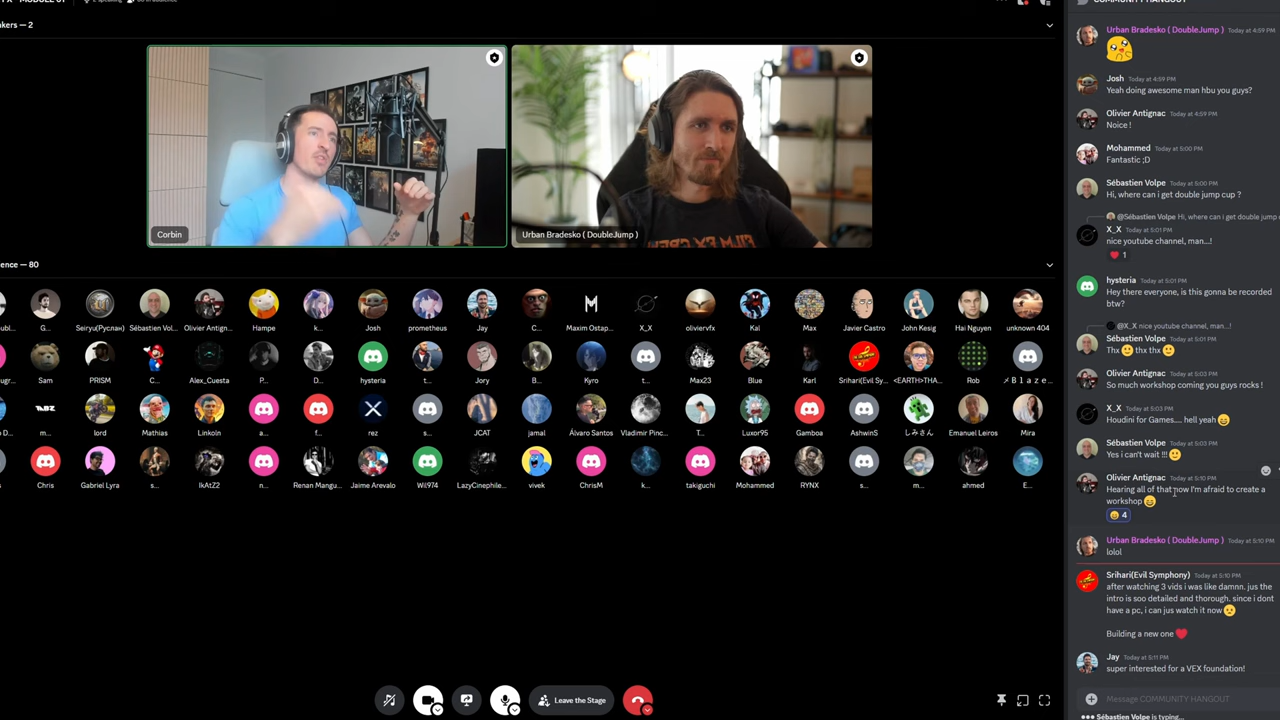 kers — 2
Corbin
Urban Bradesko ( DoubleJump )
ence — 80
G...
Seiryu(Руслан)
Sébastien Vol...
Olivier Antign...
Hampe
k...
Josh
prometheus
Jay
C...
Maxim Ostap...
X_X
oliviervfx
Kal
Max
Javier Castro
John Kesig
Hai Nguyen
unknown 404
Sam
PRISM
C...
Alex_Cuesta
P...
D...
hysteria
t...
Jory
B...
Kyro
t...
Max23
Blue
Karl
Srihari(Evil Sy...
<EARTH>THA...
Rob
m...
lord
Mathias
Linkoln
a...
f...
rez
s...
JCAT
jamal
Álvaro Santos
Vladimir Pinc...
T...
Luxor95
Gamboa
AshwinS
しみさん
Emanuel Leiros
Mira
Chris
Gabriel Lyra
s...
IkAtZ2
n...
Renan Mangu...
Jaime Arevalo
Wil974
LazyCinephile...
vivek
ChrisM
k...
takiguchi
Mohammed
RYNX
s...
m...
ahmed
E...
Leave the Stage
COMMUNITY HANGOUT
Urban Bradesko ( DoubleJump ) Today at 4:59 PM
Josh Today at 4:59 PM
Yeah doing awesome man hbu you guys?
Olivier Antignac Today at 4:59 PM
Noice !
Mohammed Today at 5:00 PM
Fantastic ;D
Sébastien Volpe Today at 5:00 PM
Hi, where can i get double jump cup ?
@Sébastien Volpe Hi, where can i get double jump
X_X Today at 5:01 PM
nice youtube channel, man...!
❤️ 1
hysteria Today at 5:01 PM
Hey there everyone, is this gonna be recorded
btw?
@X_X nice youtube channel, man...!
Sébastien Volpe Today at 5:01 PM
Thx 🙂 thx thx 🙂
Olivier Antignac Today at 5:03 PM
So much workshop coming you guys rocks !
X_X Today at 5:03 PM
Houdini for Games.... hell yeah 😄
Sébastien Volpe Today at 5:03 PM
Yes i can't wait !!! 🙂
Olivier Antignac Today at 5:10 PM
Hearing all of that now I'm afraid to create a
workshop 😄
😄 4
Urban Bradesko ( DoubleJump ) Today at 5:10 PM
lolol
Srihari(Evil Symphony) Today at 5:10 PM
after watching 3 vids i was like damnn. jus the
intro is soo detailed and thorough. since i dont
have a pc, i can jus watch it now 🙁
Building a new one ❤️
Jay Today at 5:11 PM
super interested for a VEX foundation!
Message COMMUNITY HANGOUT
Sébastien Volpe is typing...